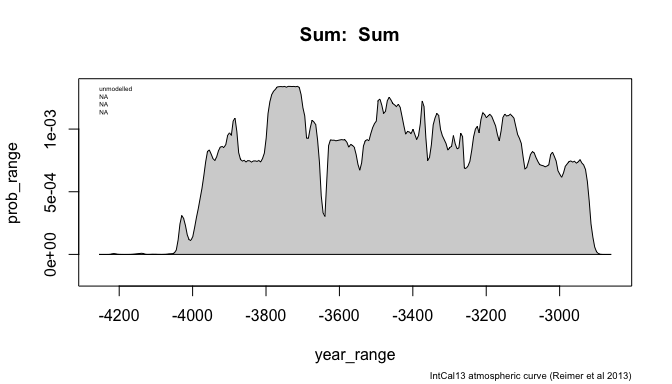 Sum:  Sum
unmodelled
NA
NA
NA
prob_range
1e-03
5e-04
0e+00
-4200 -4000 -3800 -3600 -3400 -3200 -3000
year_range
IntCal13 atmospheric curve (Reimer et al 2013)